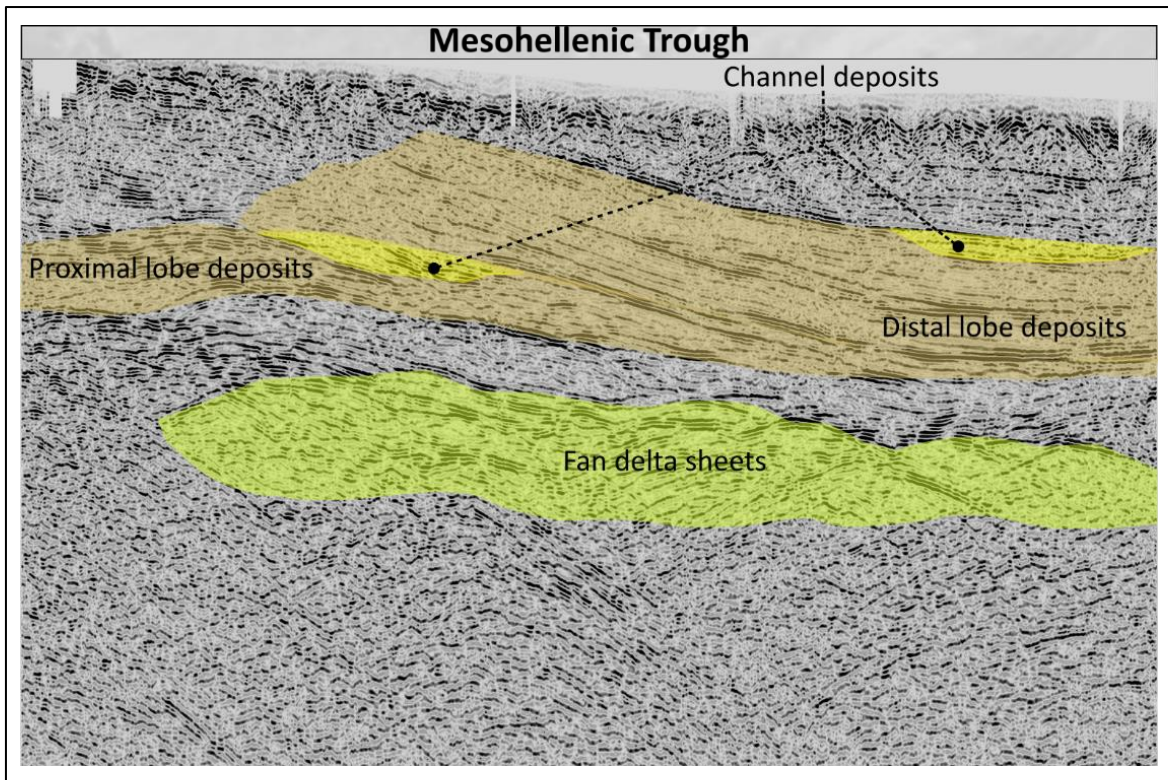 Mesohellenic Trough
Channel deposits
Proximal lobe deposits
Distal lobe deposits
Fan delta sheets